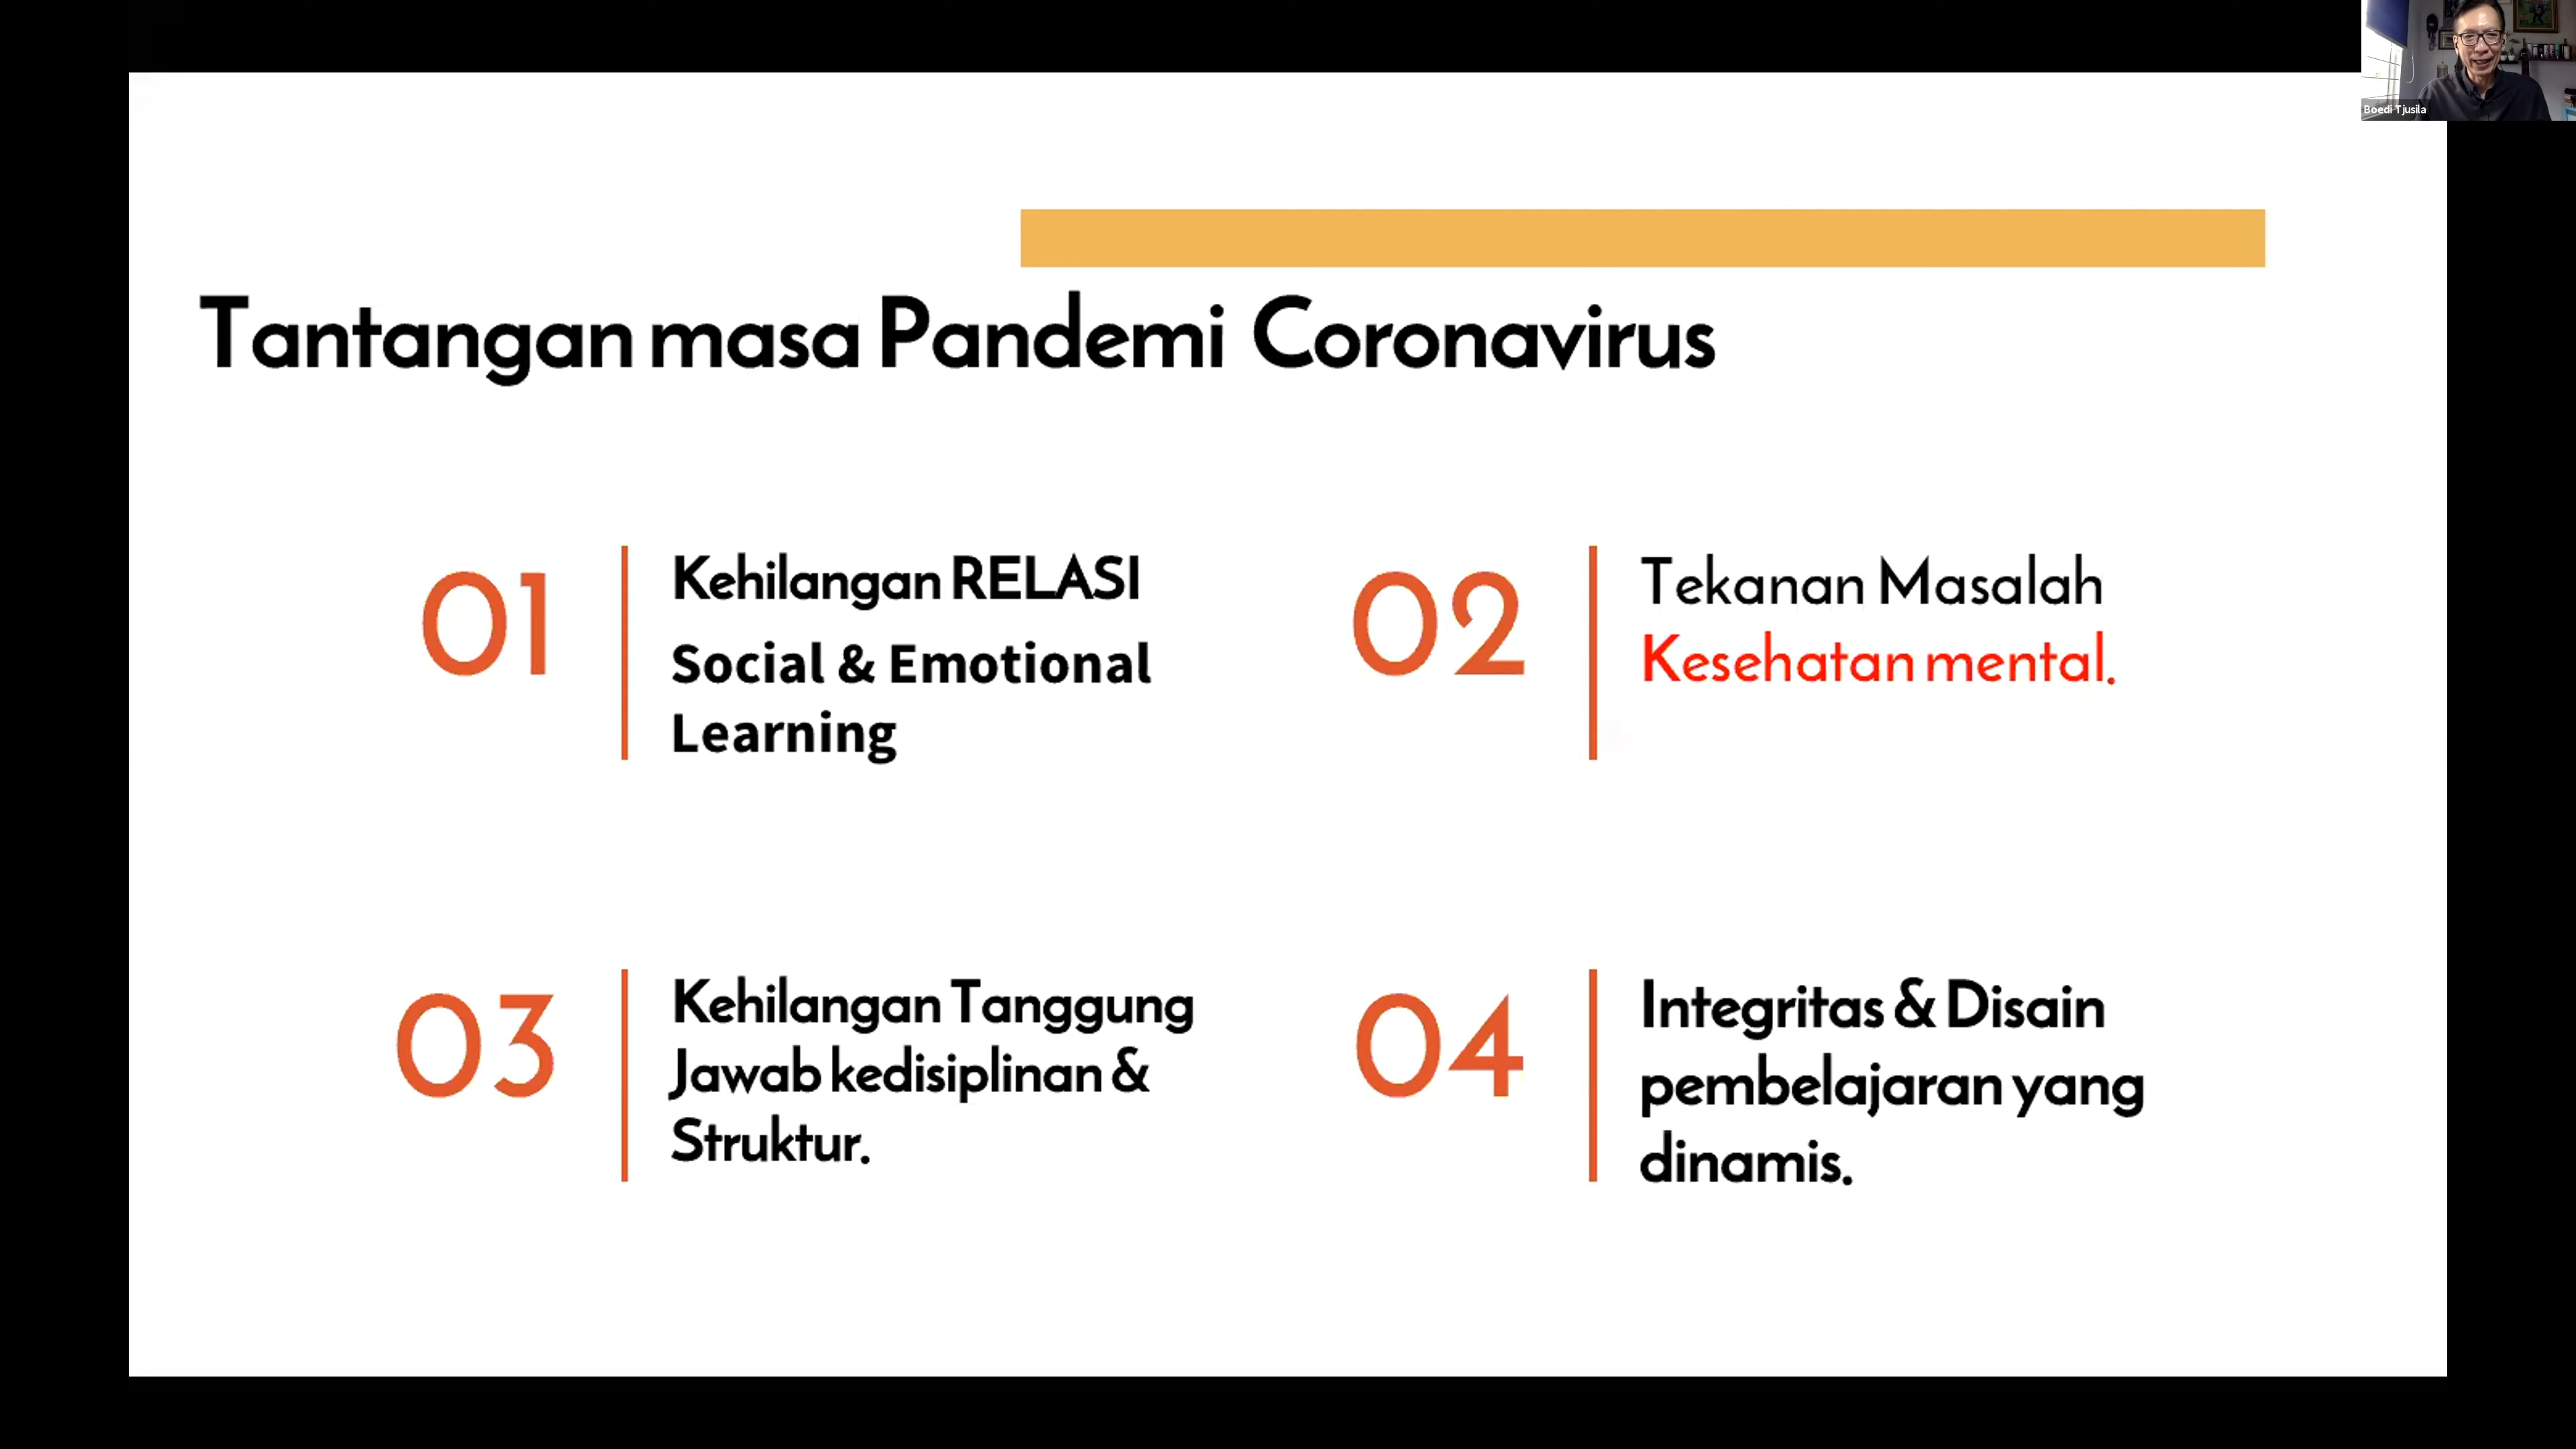 Boedi Tjusila
Tantangan masa Pandemi Coronavirus
01
Kehilangan RELASI
Social & Emotional
Learning
02
Tekanan Masalah
Kesehatan mental.
03
Kehilangan Tanggung
Jawab kedisiplinan &
Struktur.
04
Integritas & Disain
pembelajaran yang
dinamis.